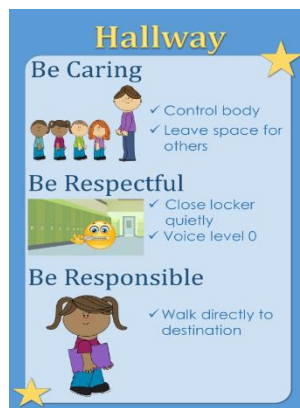 Hallway
Be Caring
✓ Control body
✓ Leave space for
others
Be Respectful
✓ Close locker
quietly
✓ Voice level 0
Be Responsible
✓ Walk directly to
destination